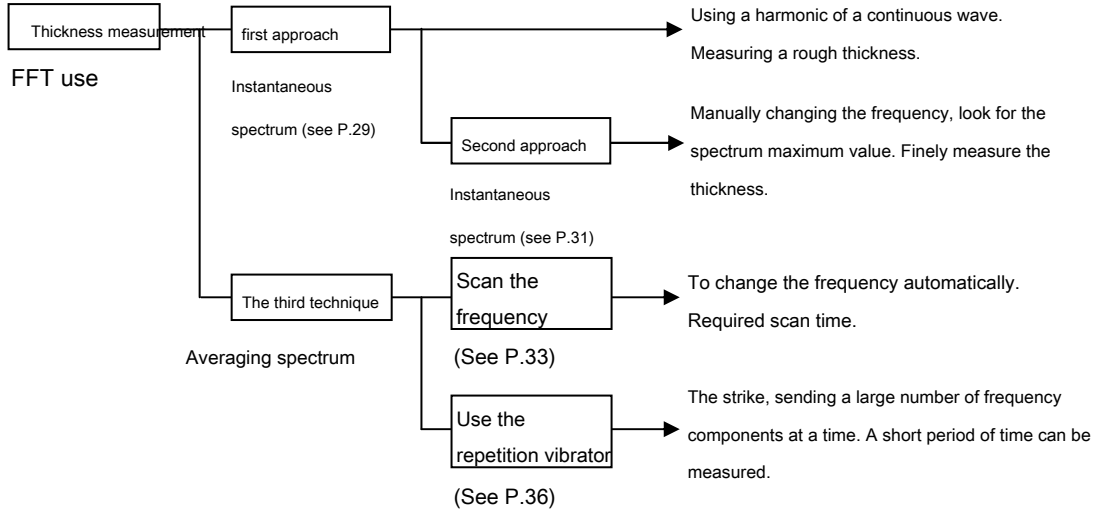 Thickness measurement
FFT use
first approach
Instantaneous
spectrum (see P.29)
Using a harmonic of a continuous wave.
Measuring a rough thickness.
Second approach
Instantaneous
spectrum (see P.31)
Manually changing the frequency, look for the
spectrum maximum value. Finely measure the
thickness.
The third technique
Averaging spectrum
Scan the
frequency
(See P.33)
To change the frequency automatically.
Required scan time.
Use the
repetition vibrator
(See P.36)
The strike, sending a large number of frequency
components at a time. A short period of time can be
measured.